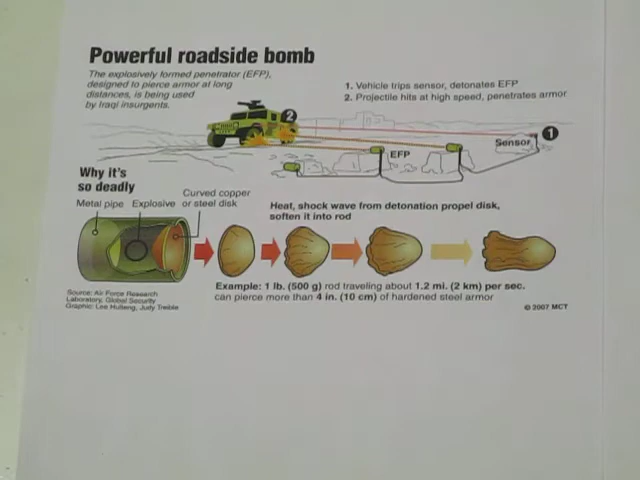 Powerful roadside bomb
The explosively formed penetrator (EFP),
designed to pierce armor at long
distances, is being used
by Iraqi insurgents.
1. Vehicle trips sensor, detonates EFP
2. Projectile hits at high speed, penetrates armor
2
1
Sensor
EFP
Why it's
so deadly
Metal pipe
Explosive
Curved copper
or steel disk
Heat, shock wave from detonation propel disk,
soften it into rod
Example: 1 lb. (500 g) rod traveling about 1.2 mi. (2 km) per sec.
can pierce more than 4 in. (10 cm) of hardened steel armor
Source: Air Force Research
Laboratory, Global Security
Graphic: Lee Hulteng, Judy Treible
© 2007 MCT